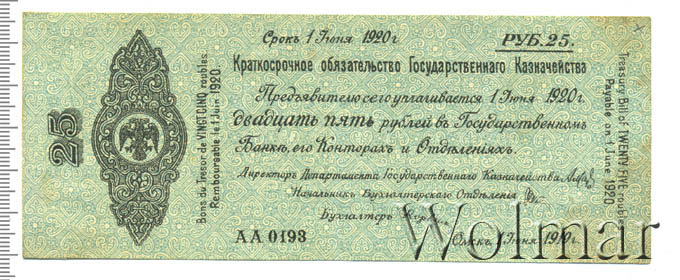 Срокъ 1 Іюня 1920 г
РУБ. 25.
Краткосрочное обязательство Государственнаго Казначейства
Предъявителю сего уплачивается 1 Іюня 1920 г.
двадцать пять рублей въ Государственномъ
Банкѣ, его Конторахъ и Отдѣленіяхъ.
Директоръ Департамента Государственнаго Казначейства
Начальникъ Бухгалтерскаго Отдѣленія
Бухгалтеръ
АА 0193
Омскъ, 1 Іюня 1919 г.
25
Bons du Trésor de VINGT CINQ roubles.
Remboursable le 1 Juin 1920.
Treasury Bill of TWENTY FIVE roubles
Payable on 1 June 1920
Wolmar